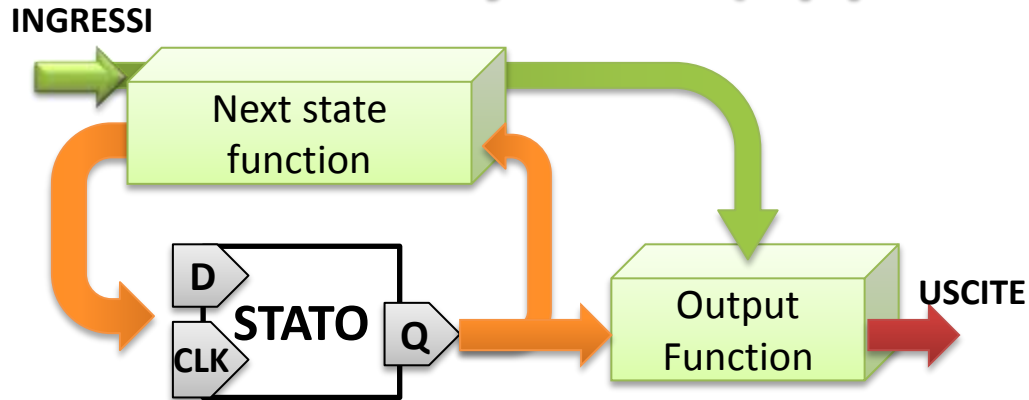 INGRESSI
Next state
function
D
STATO
CLK
Q
Output
Function
USCITE